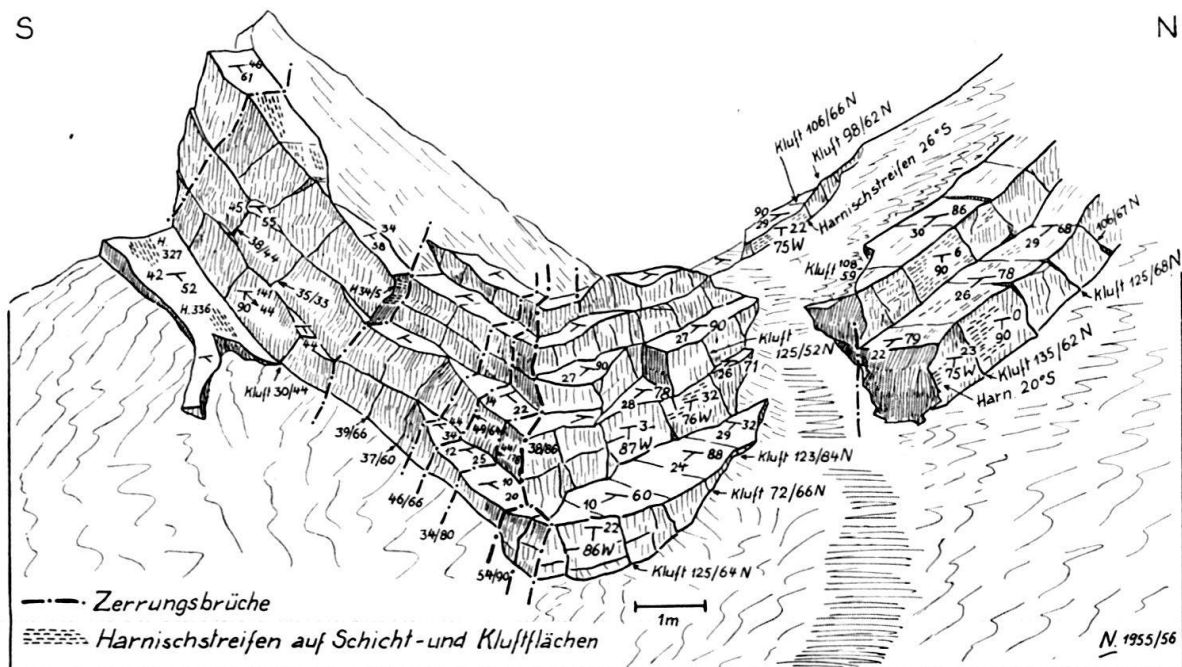 S
N
48
61
Kluft 106/66 N
Kluft 98/62 N
Harnischstreifen 26°S
90
29
22
75 W
86
30
68
29
106/67 N
Kluft 108
59
6
90
78
26
Kluft 125/68 N
0
90
79
22
23
75 W
Kluft 135/62 N
Harn. 20°S
45
55
38/44
34
38
H.
327
42
52
H. 336
141
44
90
35/33
H 34/5
44
Kluft 30/44
27
90
Kluft
125/52 N
26
71
27
90
28
78
32
76 W
3
87 W
32
29
88
24
Kluft 123/84 N
60
10
Kluft 72/66 N
22
86 W
Kluft 125/64 N
14
22
38/86
44
34
49/64
12
25
10
20
39/66
37/60
46/66
34/80
54/90
Zerrungsbrüche
1m
Harnischstreifen auf Schicht- und Kluftflächen
N. 1955/56